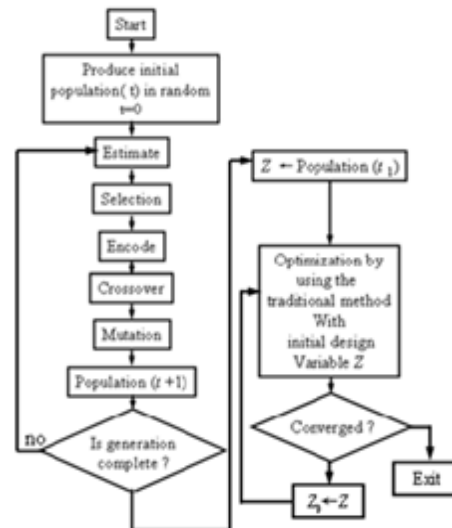 Start
Produce initial
population( t) in random
t=0
Estimate
Selection
Encode
Crossover
Mutation
Population (t +1)
Is generation
complete ?
no
Z ← Population (t 1)
Optimization by
using the
traditional method
With
initial design
Variable Z
Converged ?
Exit
Z0 ← Z